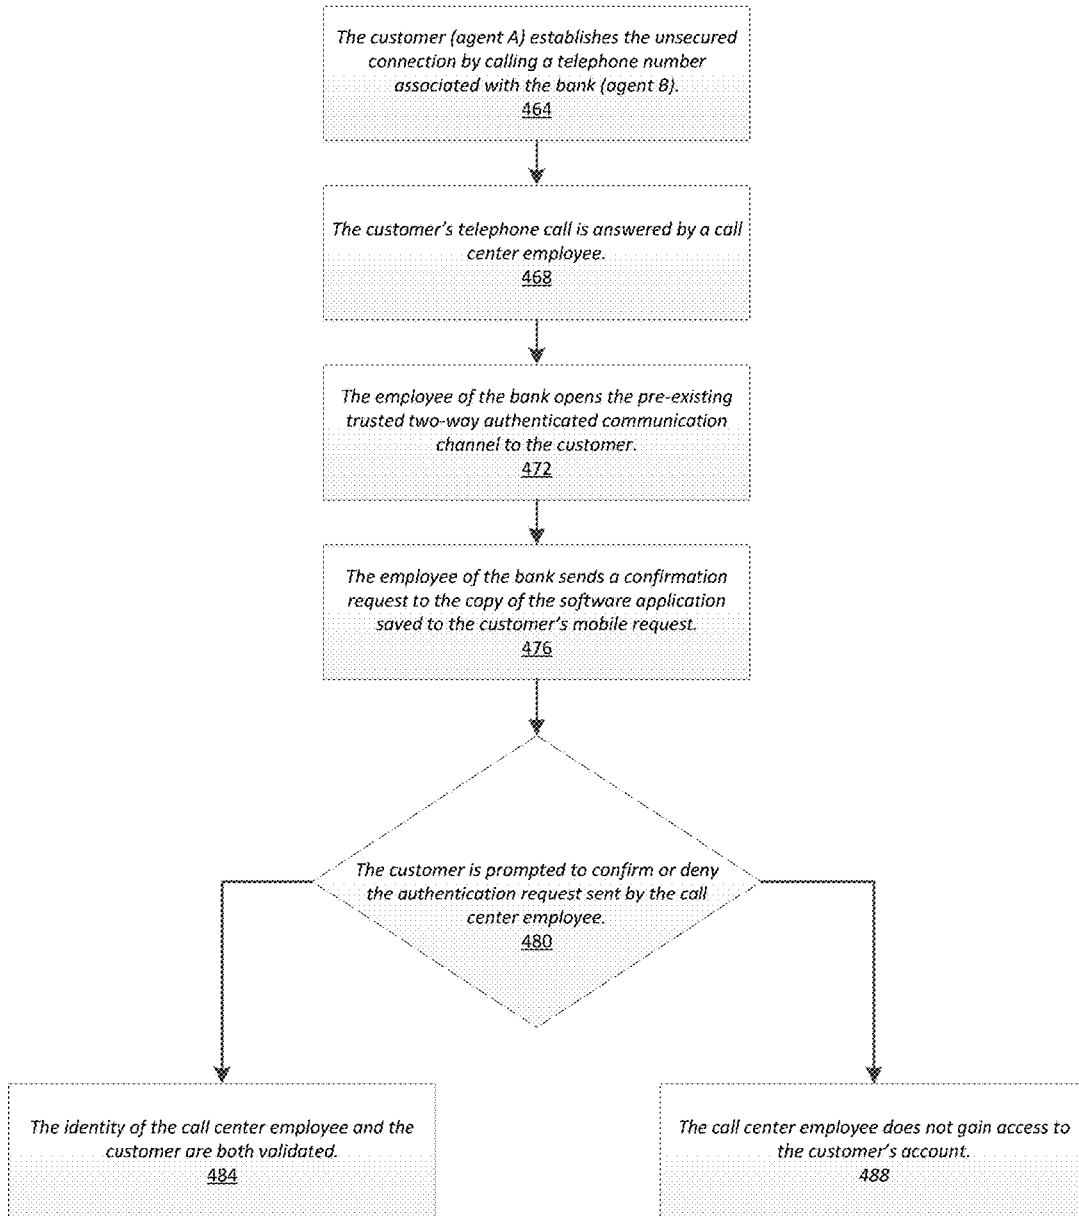 The customer (agent A) establishes the unsecured
connection by calling a telephone number
associated with the bank (agent B).
464
The customer's telephone call is answered by a call
center employee.
468
The employee of the bank opens the pre-existing
trusted two-way authenticated communication
channel to the customer.
472
The employee of the bank sends a confirmation
request to the copy of the software application
saved to the customer's mobile request.
476
The customer is prompted to confirm or deny
the authentication request sent by the call
center employee.
480
The identity of the call center employee and the
customer are both validated.
484
The call center employee does not gain access to
the customer's account.
488